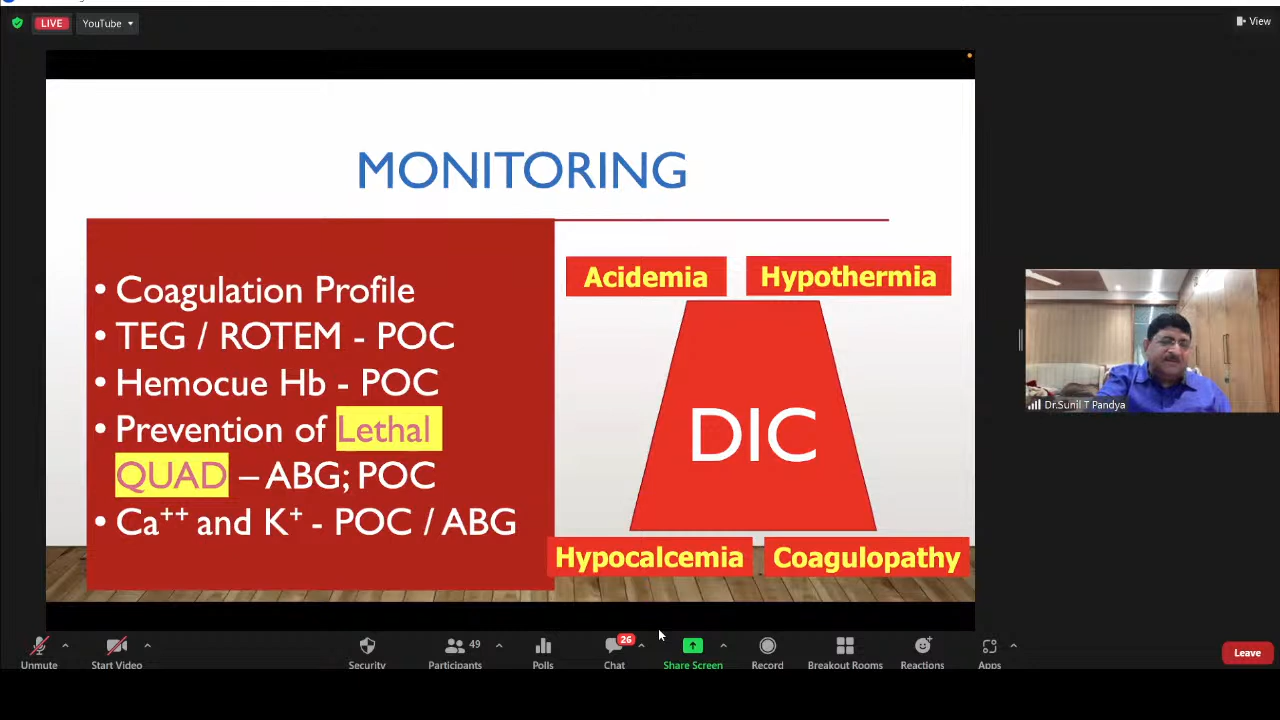 LIVE
YouTube
View
MONITORING
• Coagulation Profile
• TEG / ROTEM - POC
• Hemocue Hb - POC
• Prevention of Lethal
QUAD – ABG; POC
• Ca++ and K+ - POC / ABG
Acidemia
Hypothermia
DIC
Hypocalcemia
Coagulopathy
Dr.Sunil T Pandya
Unmute
Start Video
Security
Participants
49
Polls
Chat
26
Share Screen
Record
Breakout Rooms
Reactions
Apps
Leave